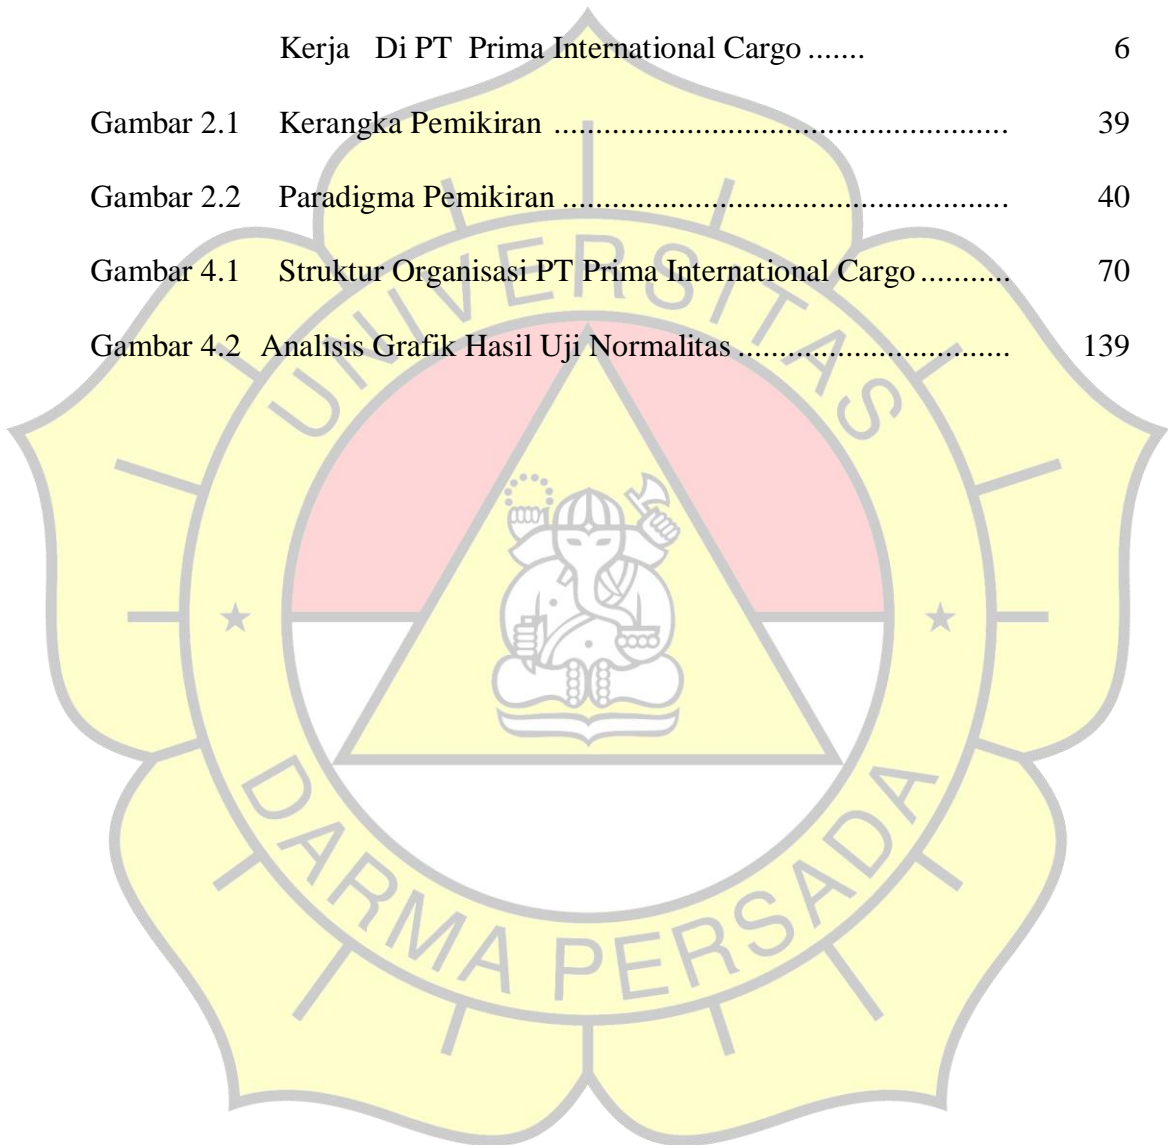 Kerja Di PT Prima International Cargo ....... 6
Gambar 2.1 Kerangka Pemikiran .................................................... 39
Gambar 2.2 Paradigma Pemikiran ................................................... 40
Gambar 4.1 Struktur Organisasi PT Prima International Cargo ........... 70
Gambar 4.2 Analisis Grafik Hasil Uji Normalitas ............................... 139
UNIVERSITAS
DARMA PERSADA